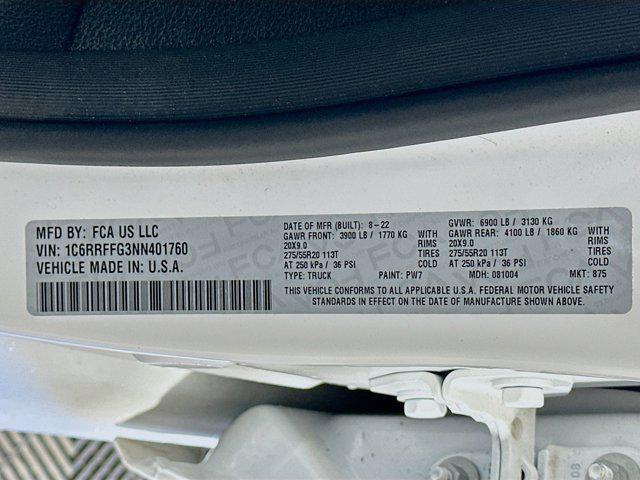 MFD BY: FCA US LLC
VIN: 1C6RRFFG3NN401760
VEHICLE MADE IN: U.S.A.
DATE OF MFR (BUILT): 8-22 GVWR: 6900 LB / 3130 KG
GAWR FRONT: 3900 LB / 1770 KG WITH GAWR REAR: 4100 LB / 1860 KG WITH
20X9.0 RIMS 20X9.0 RIMS
275/55R20 113T TIRES 275/55R20 113T TIRES
AT 250 kPa / 36 PSI COLD AT 250 kPa / 36 PSI COLD
TYPE: TRUCK PAINT: PW7 MDH: 081004 MKT: 875
THIS VEHICLE CONFORMS TO ALL APPLICABLE U.S.A. FEDERAL MOTOR VEHICLE SAFETY
STANDARDS IN EFFECT ON THE DATE OF MANUFACTURE SHOWN ABOVE.